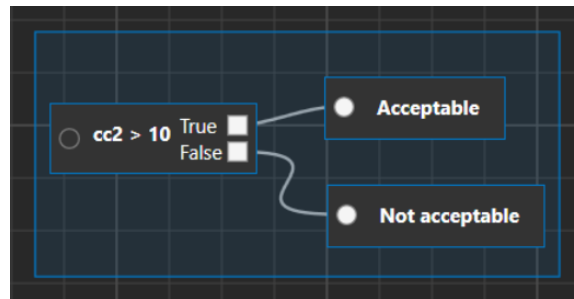 cc2 > 10
True
False
Acceptable
Not acceptable